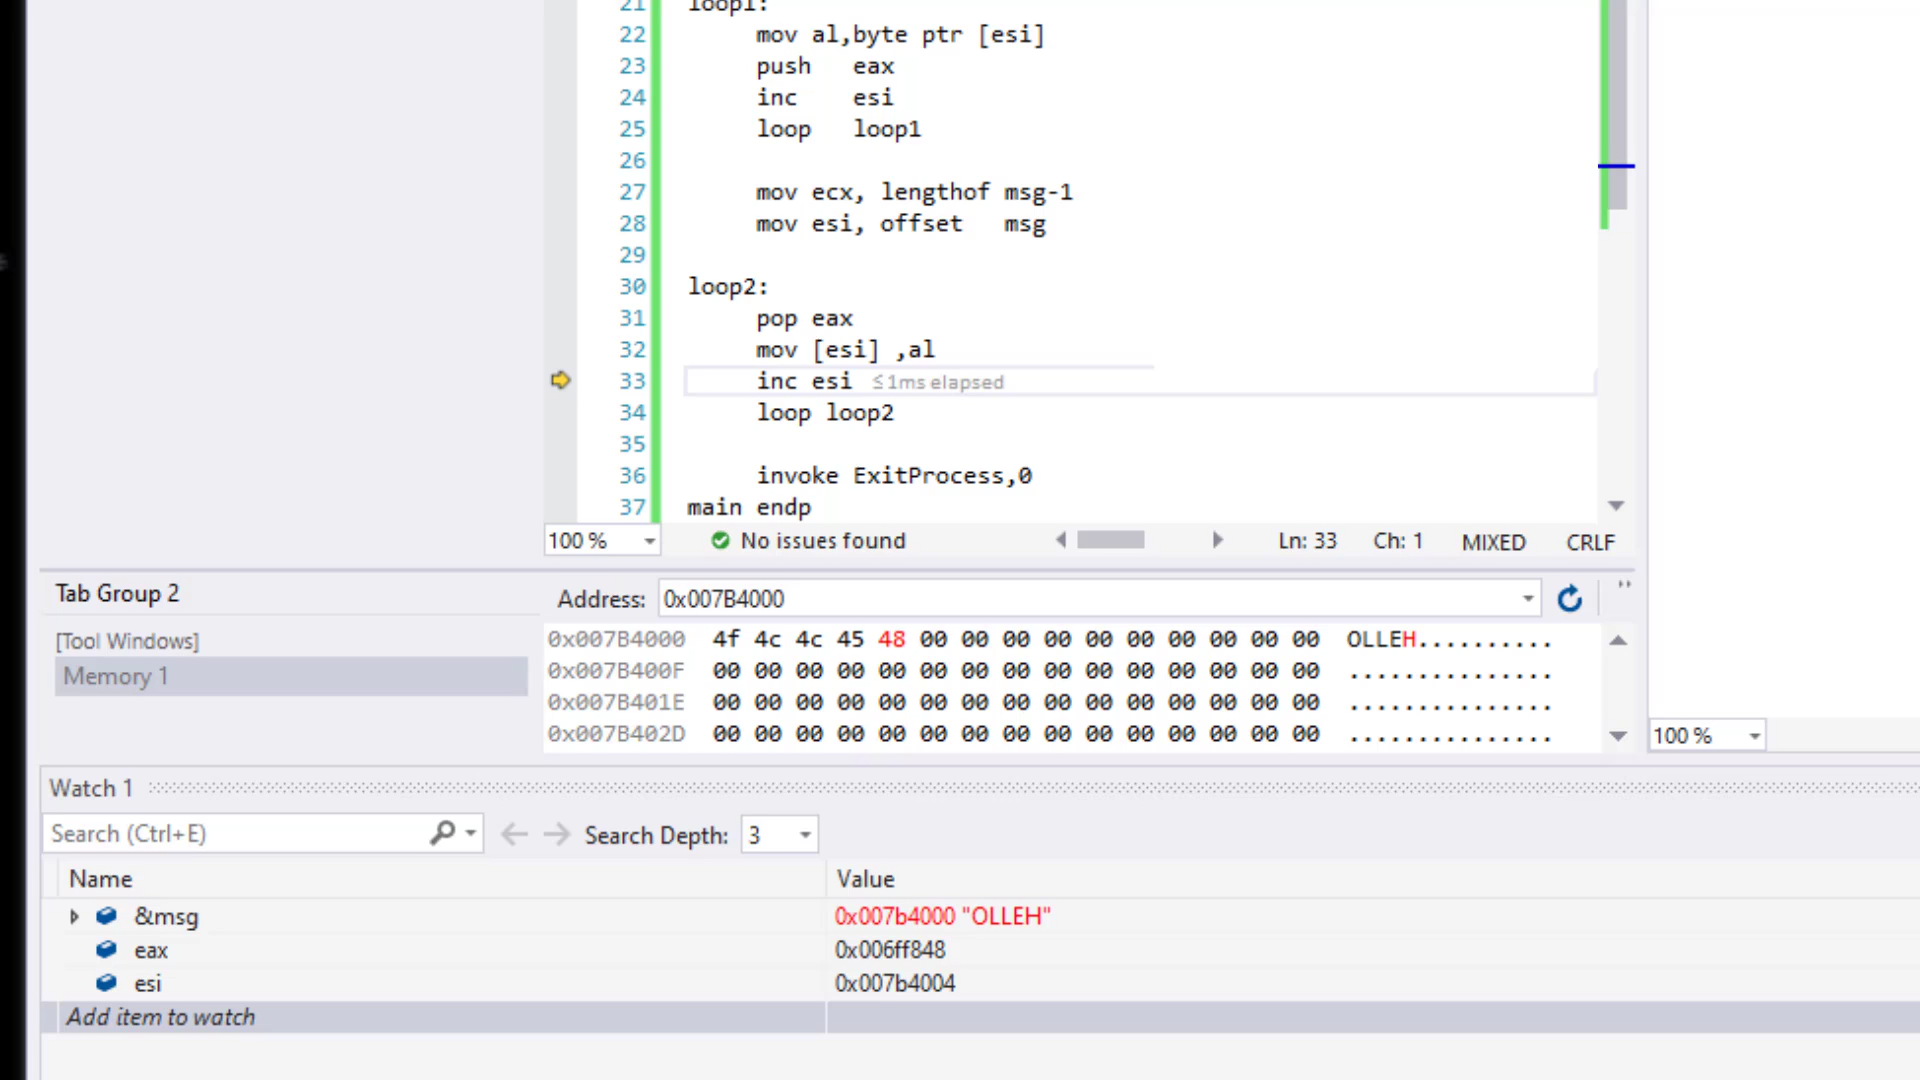 21 loop1:
22 mov al,byte ptr [esi]
23 push eax
24 inc esi
25 loop loop1
26
27 mov ecx, lengthof msg-1
28 mov esi, offset msg
29
30 loop2:
31 pop eax
32 mov [esi] ,al
33 inc esi ≤1ms elapsed
34 loop loop2
35
36 invoke ExitProcess,0
37 main endp
100 % No issues found Ln: 33 Ch: 1 MIXED CRLF
Tab Group 2
[Tool Windows]
Memory 1
Address: 0x007B4000
0x007B4000 4f 4c 4c 45 48 00 00 00 00 00 00 00 00 00 00 OLLEH..........
0x007B400F 00 00 00 00 00 00 00 00 00 00 00 00 00 00 00 ...............
0x007B401E 00 00 00 00 00 00 00 00 00 00 00 00 00 00 00 ...............
0x007B402D 00 00 00 00 00 00 00 00 00 00 00 00 00 00 00 ...............
100 %
Watch 1
Search (Ctrl+E) Search Depth: 3
Name Value
&msg 0x007b4000 "OLLEH"
eax 0x006ff848
esi 0x007b4004
Add item to watch